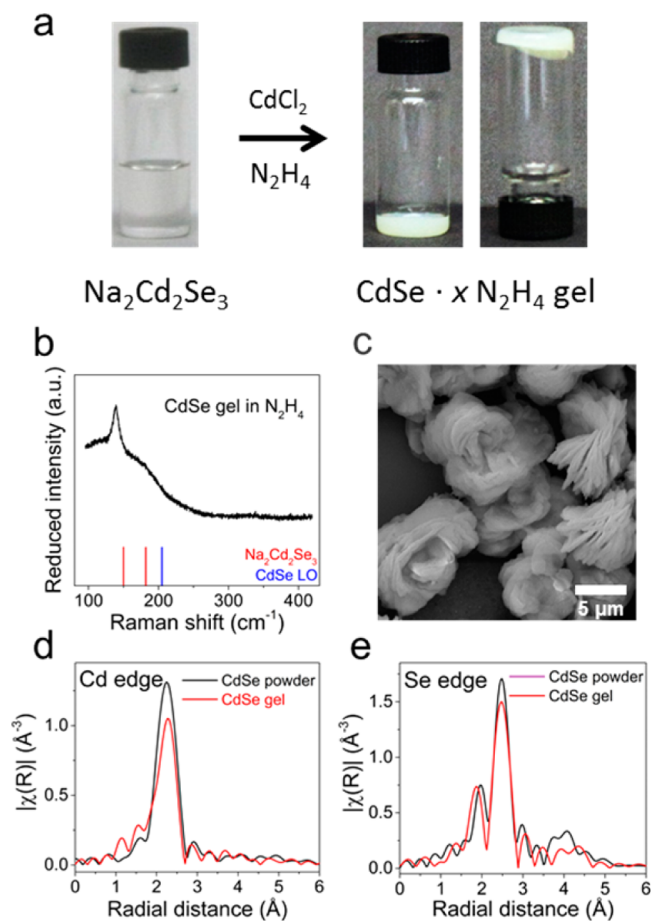 a
CdCl₂
N₂H₄
Na₂Cd₂Se₃
CdSe · x N₂H₄ gel
b
Reduced intensity (a.u.)
CdSe gel in N₂H₄
Na₂Cd₂Se₃
CdSe LO
100 200 300 400
Raman shift (cm⁻¹)
c
5 μm
d
Cd edge
CdSe powder
CdSe gel
|χ(R)| (Å⁻³)
1.0
0.5
0.0
0 1 2 3 4 5 6
Radial distance (Å)
e
Se edge
CdSe powder
CdSe gel
|χ(R)| (Å⁻³)
1.5
1.00
0.75
0.00
0 1 2 3 4 5 6
Radial distance (Å)